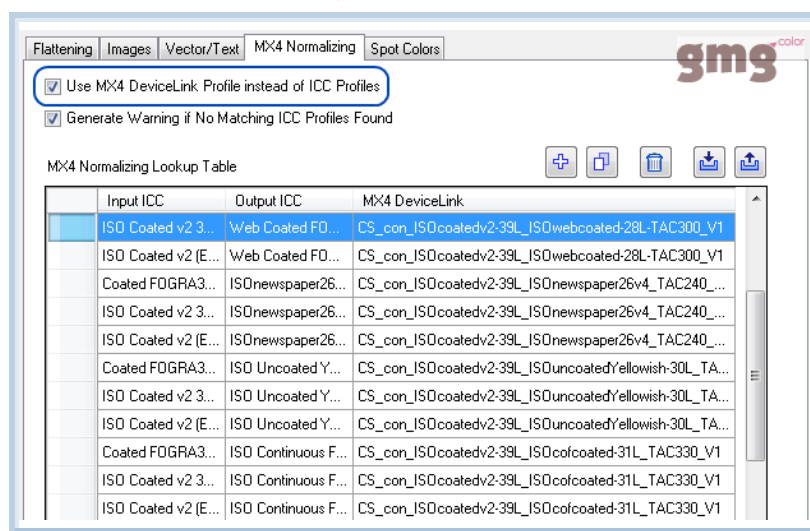 Flattening Images Vector/Text MX4 Normalizing Spot Colors
gmg color
Use MX4 DeviceLink Profile instead of ICC Profiles
Generate Warning if No Matching ICC Profiles Found
MX4 Normalizing Lookup Table
Input ICC Output ICC MX4 DeviceLink
ISO Coated v2 3... Web Coated FO... CS_con_ISOcoatedv2-39L_ISOwebcoated-28L-TAC300_V1
ISO Coated v2 (E... Web Coated FO... CS_con_ISOcoatedv2-39L_ISOwebcoated-28L-TAC300_V1
Coated FOGRA3... ISOnewspaper26... CS_con_ISOcoatedv2-39L_ISOnewspaper26v4_TAC240_...
ISO Coated v2 3... ISOnewspaper26... CS_con_ISOcoatedv2-39L_ISOnewspaper26v4_TAC240_...
ISO Coated v2 (E... ISOnewspaper26... CS_con_ISOcoatedv2-39L_ISOnewspaper26v4_TAC240_...
Coated FOGRA3... ISO Uncoated Y... CS_con_ISOcoatedv2-39L_ISOuncoatedYellowish-30L_TA...
ISO Coated v2 3... ISO Uncoated Y... CS_con_ISOcoatedv2-39L_ISOuncoatedYellowish-30L_TA...
ISO Coated v2 (E... ISO Uncoated Y... CS_con_ISOcoatedv2-39L_ISOuncoatedYellowish-30L_TA...
Coated FOGRA3... ISO Continuous F... CS_con_ISOcoatedv2-39L_ISOcofcoated-31L_TAC330_V1
ISO Coated v2 3... ISO Continuous F... CS_con_ISOcoatedv2-39L_ISOcofcoated-31L_TAC330_V1
ISO Coated v2 (E... ISO Continuous F... CS_con_ISOcoatedv2-39L_ISOcofcoated-31L_TAC330_V1